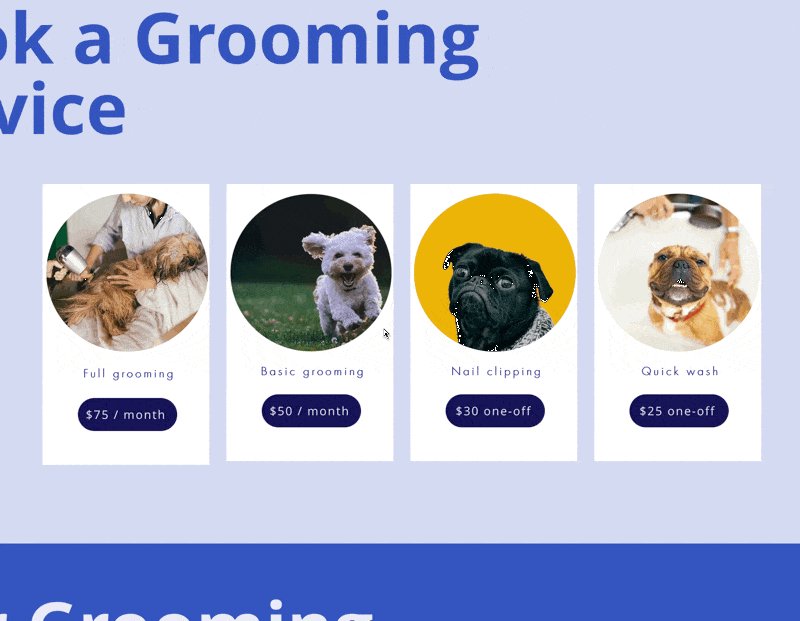 ok a Grooming
vice
Full grooming
$75 / month
Basic grooming
$50 / month
Nail clipping
$30 one-off
Quick wash
$25 one-off
Grooming